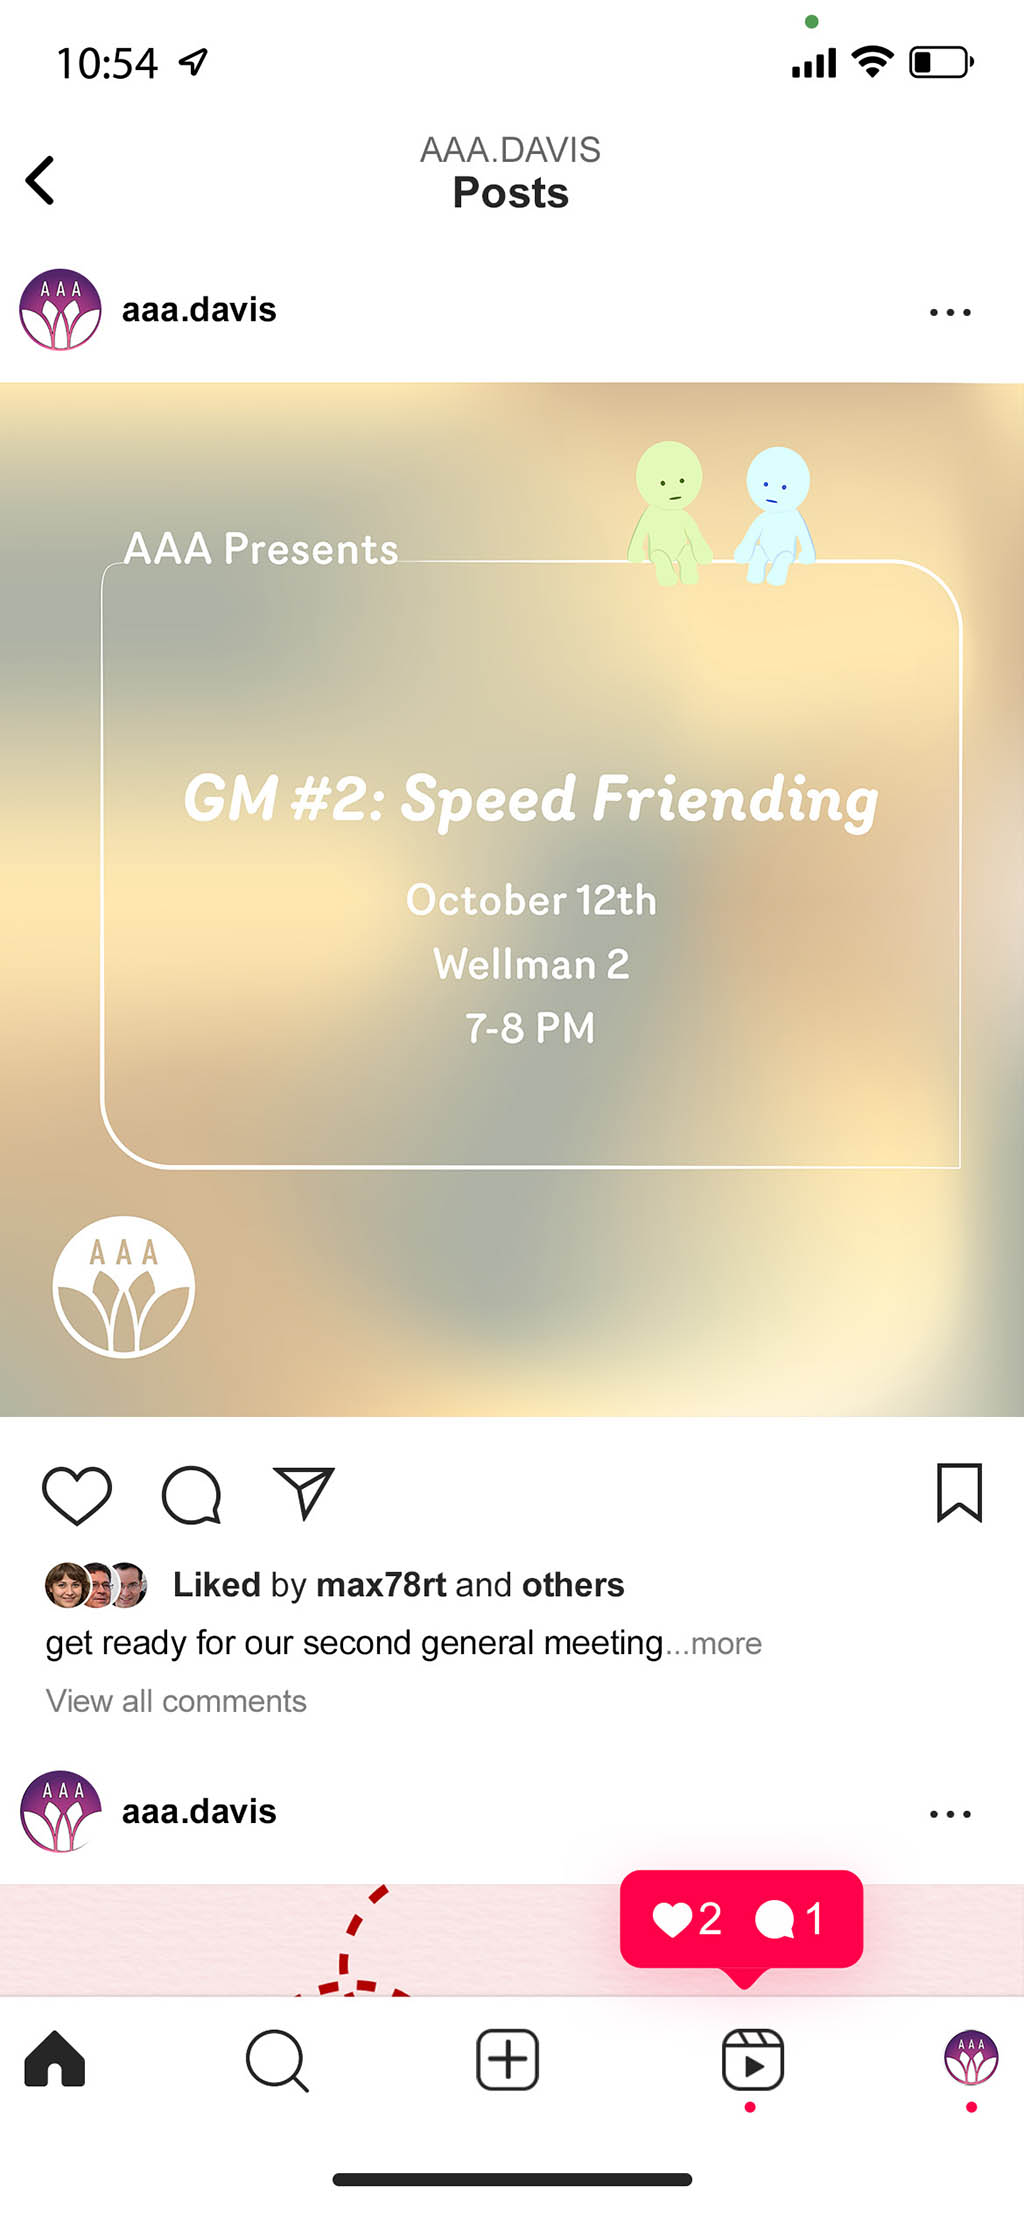 10:54
AAA.DAVIS
Posts
AAA
aaa.davis
AAA Presents
GM #2: Speed Friending
October 12th
Wellman 2
7-8 PM
AAA
Liked by max78rt and others
get ready for our second general meeting...more
View all comments
AAA
aaa.davis
2 1
AAA